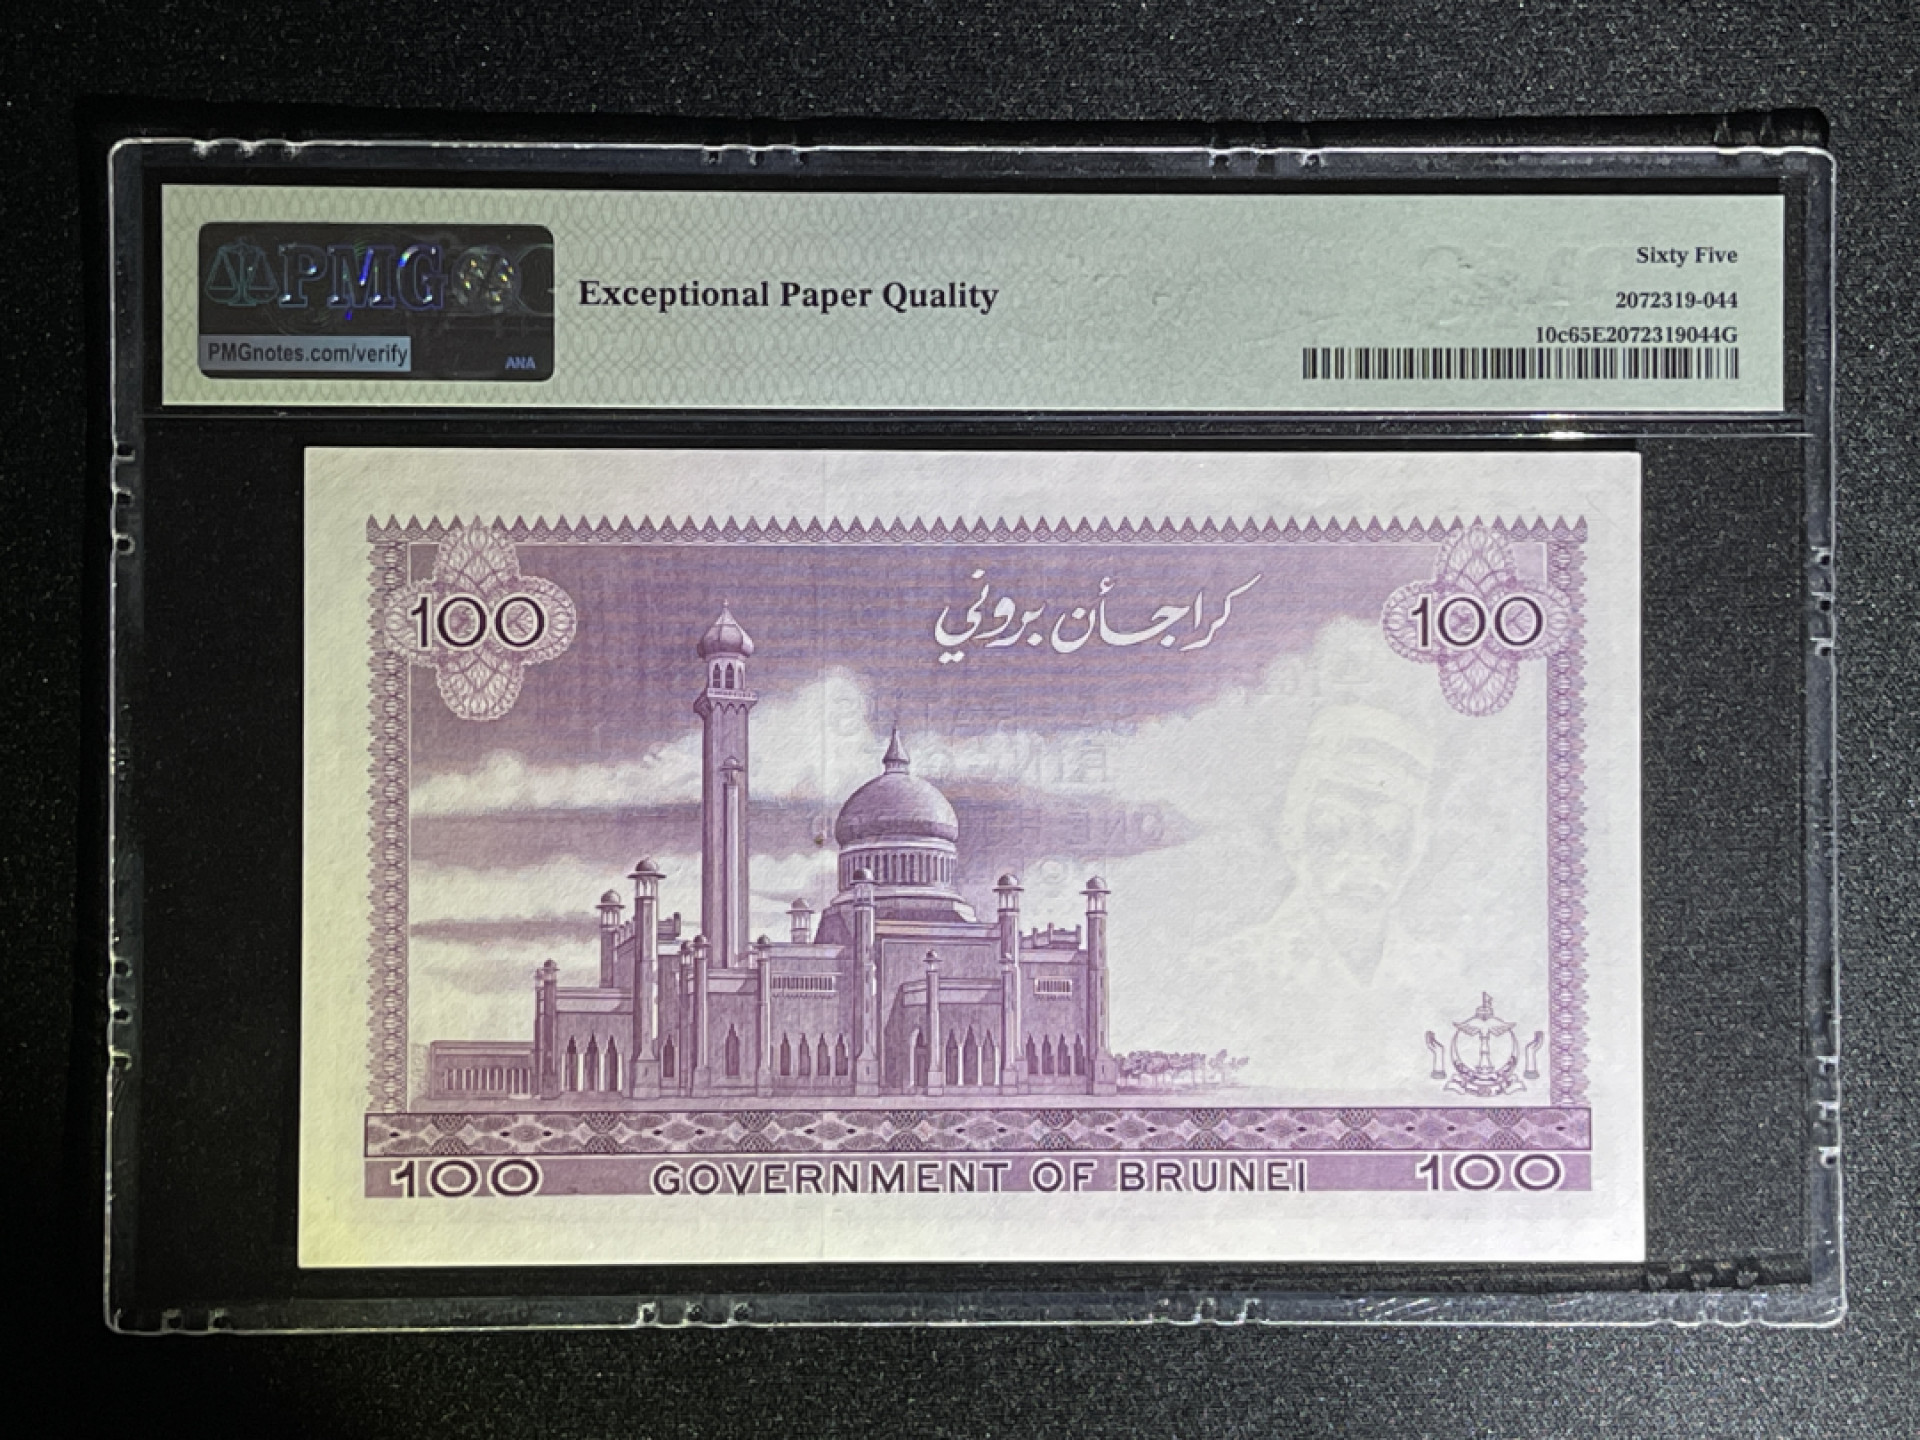 PMG
PMGnotes.com/verify
ANA
Exceptional Paper Quality
Sixty Five
2072319-044
10c65E2072319044G
100
كراجأن بروني
100
100
GOVERNMENT OF BRUNEI
100